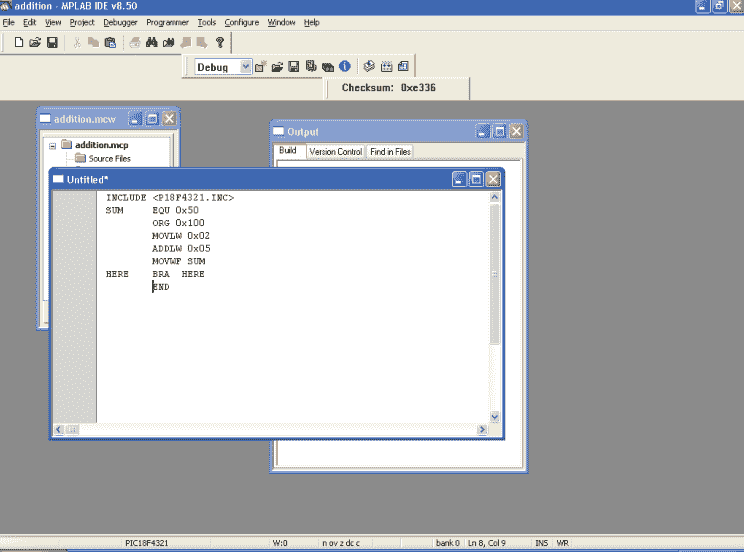 addition - MPLAB IDE v8.50
File Edit View Project Debugger Programmer Tools Configure Window Help
Debug
Checksum: 0xe336
addition.mcw
addition.mcp
Source Files
Output
Build Version Control Find in Files
Untitled*
INCLUDE <P18F4321.INC>
SUM EQU 0x50
ORG 0x100
MOVLW 0x02
ADDLW 0x05
MOVWF SUM
HERE BRA HERE
END
PIC18F4321 W:0 n ov z dc c bank 0 Ln 8, Col 9 INS WR